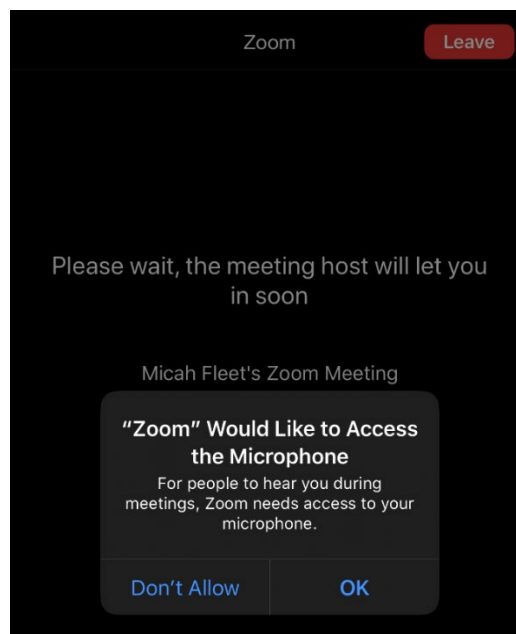 Zoom
Leave
Please wait, the meeting host will let you
in soon
Micah Fleet's Zoom Meeting
“Zoom” Would Like to Access
the Microphone
For people to hear you during
meetings, Zoom needs access to your
microphone.
Don’t Allow
OK